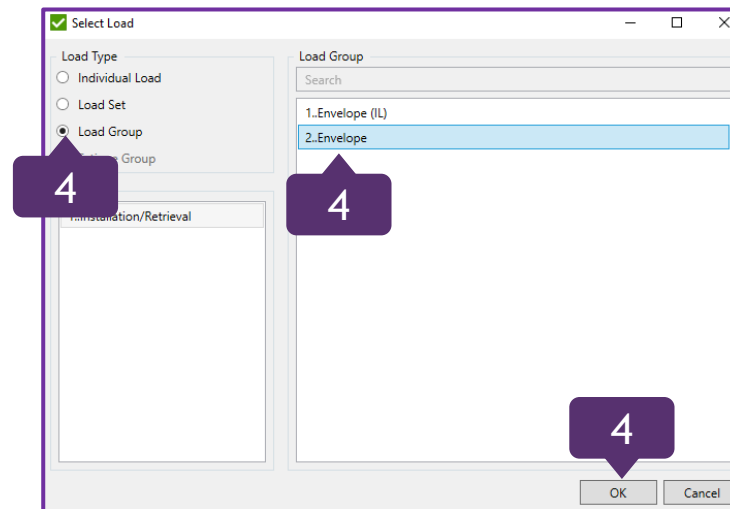 Select Load
Load Type
Individual Load
Load Set
Load Group
Group
4
Installation/Retrieval
Load Group
Search
1..Envelope (IL)
2..Envelope
4
4
OK
Cancel